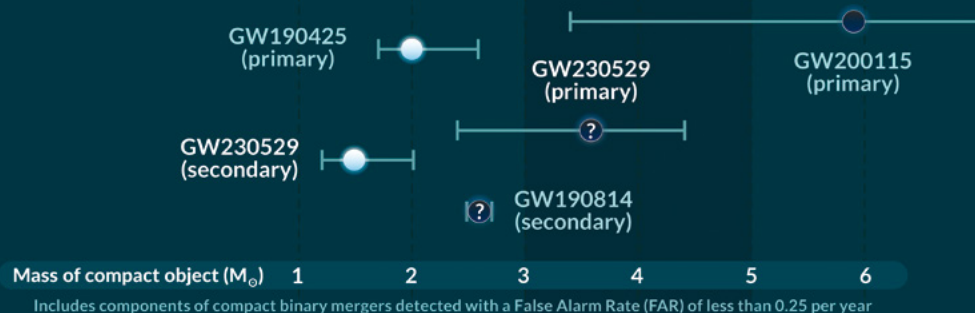 GW190425
(primary)
GW200115
(primary)
GW230529
(primary)
?
GW230529
(secondary)
?
GW190814
(secondary)
Mass of compact object (M☉) 1 2 3 4 5 6
Includes components of compact binary mergers detected with a False Alarm Rate (FAR) of less than 0.25 per year